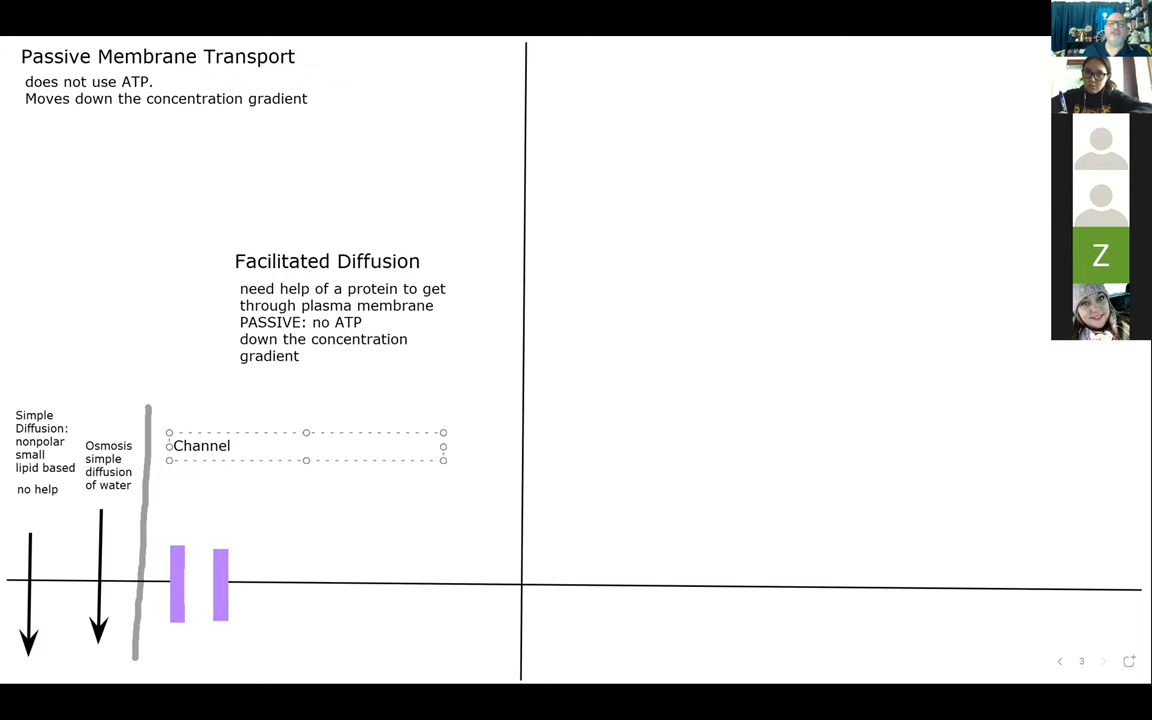 Passive Membrane Transport
does not use ATP.
Moves down the concentration gradient
Facilitated Diffusion
need help of a protein to get
through plasma membrane
PASSIVE: no ATP
down the concentration
gradient
Simple
Diffusion:
nonpolar
small
lipid based
no help
Osmosis
simple
diffusion
of water
Channel
Z
3